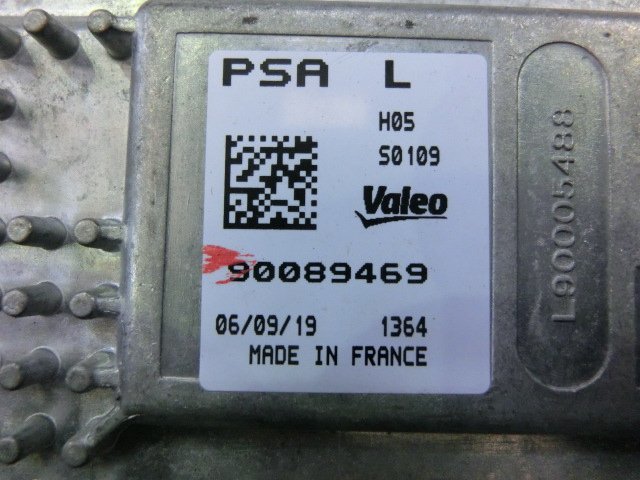 PSA L
H05
S0109
Valeo
90089469
06/09/19 1364
MADE IN FRANCE
L90005488